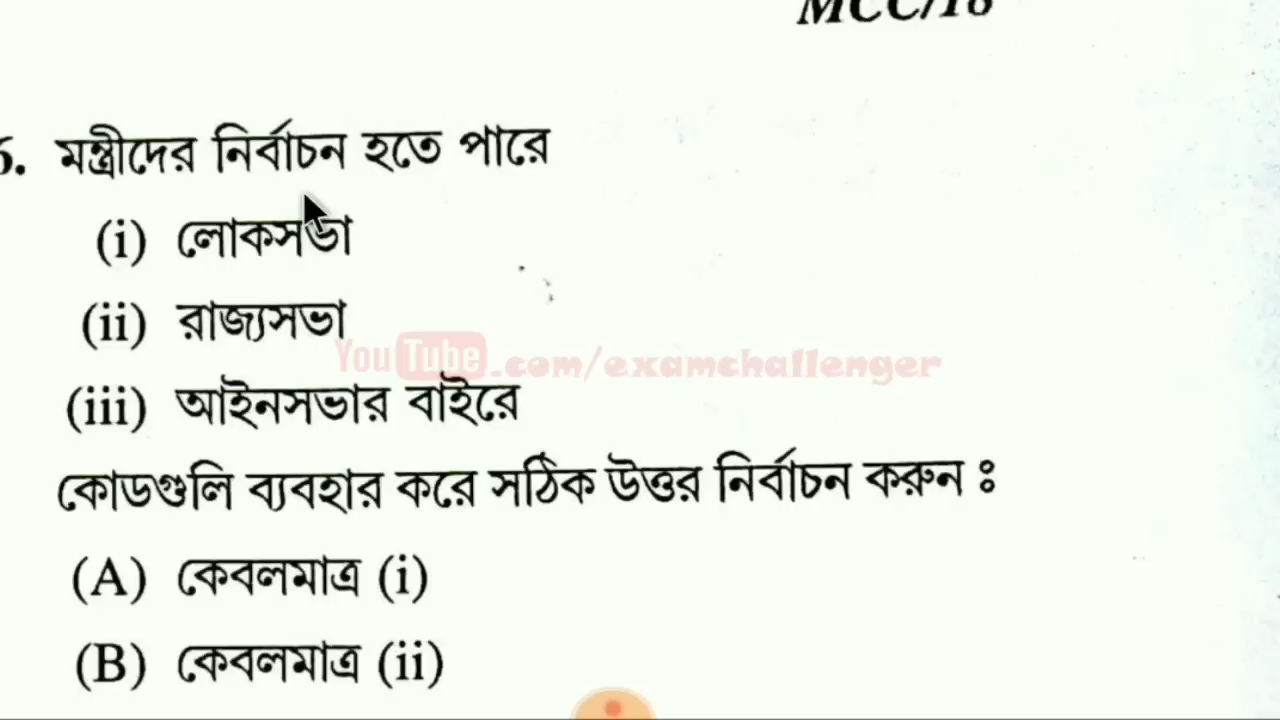 MCC/18
6. মন্ত্রীদের নির্বাচন হতে পারে
(i) লোকসভা
(ii) রাজ্যসভা
YouTube.com/examchallenger
(iii) আইনসভার বাইরে
কোডগুলি ব্যবহার করে সঠিক উত্তর নির্বাচন করুন ঃ
(A) কেবলমাত্র (i)
(B) কেবলমাত্র (ii)